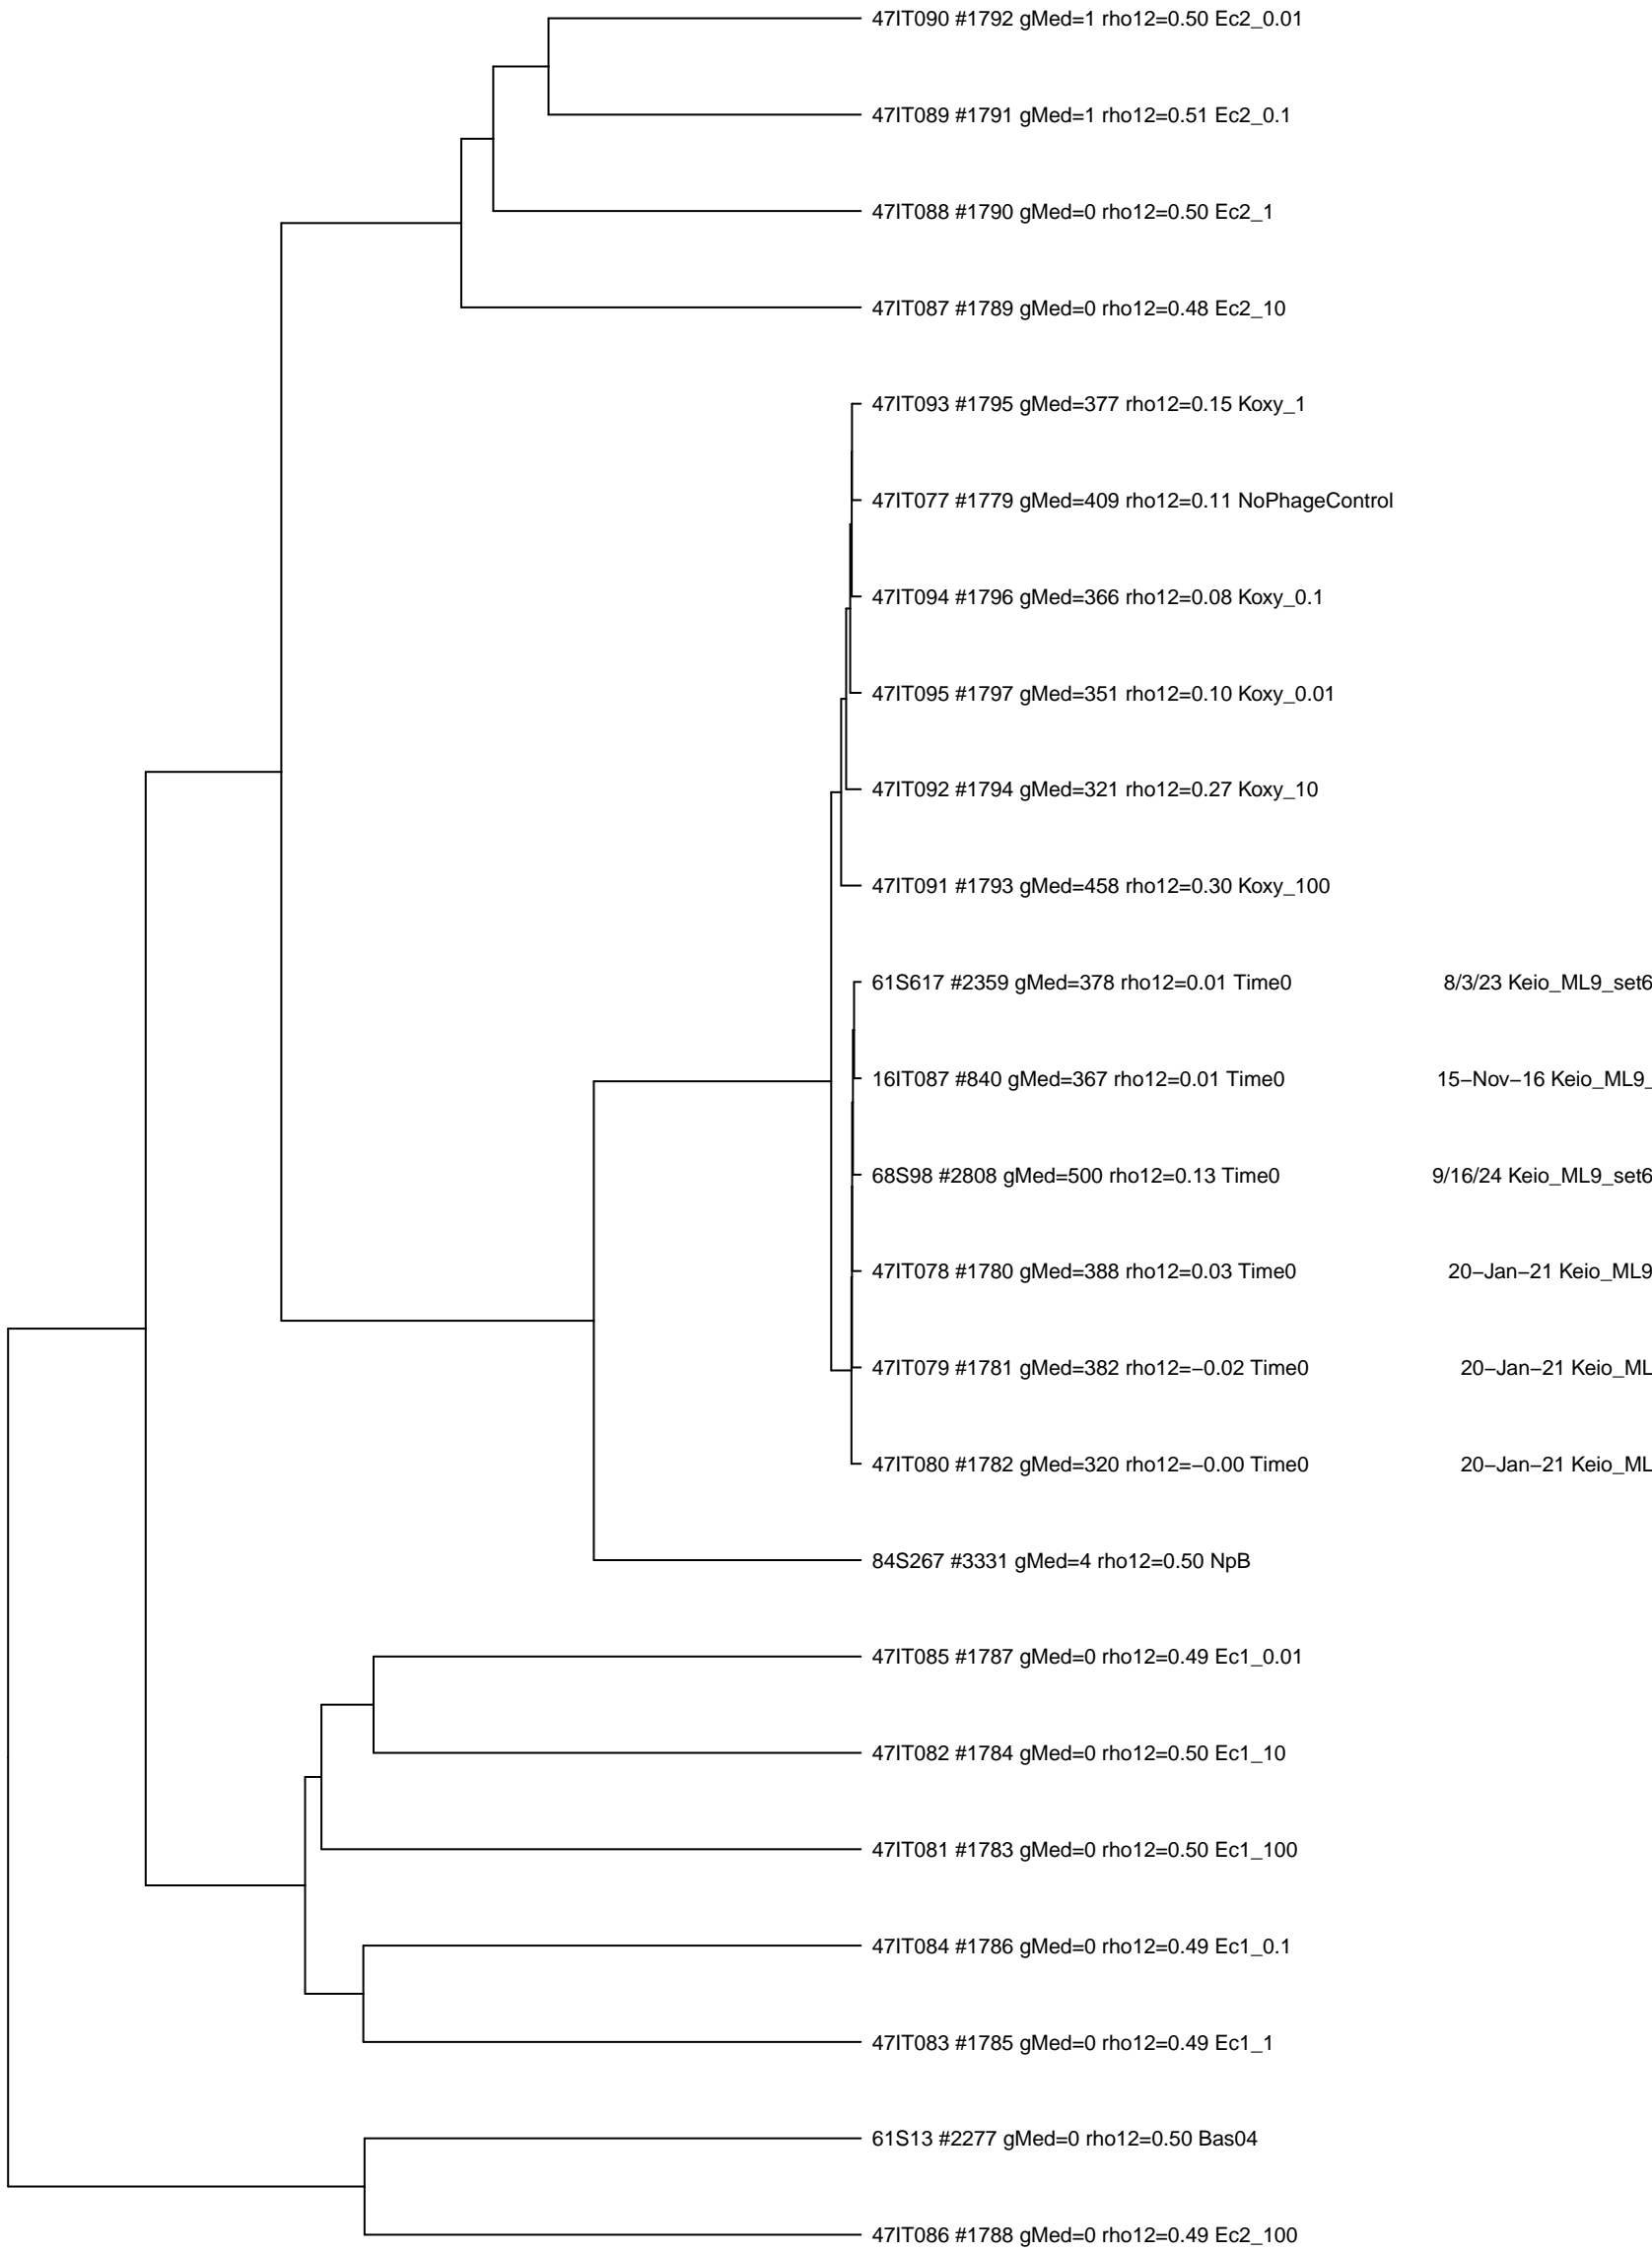 47IT090 #1792 gMed=1 rho12=0.50 Ec2_0.01
47IT089 #1791 gMed=1 rho12=0.51 Ec2_0.1
47IT088 #1790 gMed=0 rho12=0.50 Ec2_1
47IT087 #1789 gMed=0 rho12=0.48 Ec2_10
47IT093 #1795 gMed=377 rho12=0.15 Koxy_1
47IT077 #1779 gMed=409 rho12=0.11 NoPhageControl
47IT094 #1796 gMed=366 rho12=0.08 Koxy_0.1
47IT095 #1797 gMed=351 rho12=0.10 Koxy_0.01
47IT092 #1794 gMed=321 rho12=0.27 Koxy_10
47IT091 #1793 gMed=458 rho12=0.30 Koxy_100
61S617 #2359 gMed=378 rho12=0.01 Time0 8/3/23 Keio_ML9_set6
16IT087 #840 gMed=367 rho12=0.01 Time0 15−Nov−16 Keio_ML9_
68S98 #2808 gMed=500 rho12=0.13 Time0 9/16/24 Keio_ML9_set6
47IT078 #1780 gMed=388 rho12=0.03 Time0 20−Jan−21 Keio_ML9
47IT079 #1781 gMed=382 rho12=−0.02 Time0 20−Jan−21 Keio_ML
47IT080 #1782 gMed=320 rho12=−0.00 Time0 20−Jan−21 Keio_ML
84S267 #3331 gMed=4 rho12=0.50 NpB
47IT085 #1787 gMed=0 rho12=0.49 Ec1_0.01
47IT082 #1784 gMed=0 rho12=0.50 Ec1_10
47IT081 #1783 gMed=0 rho12=0.50 Ec1_100
47IT084 #1786 gMed=0 rho12=0.49 Ec1_0.1
47IT083 #1785 gMed=0 rho12=0.49 Ec1_1
61S13 #2277 gMed=0 rho12=0.50 Bas04
47IT086 #1788 gMed=0 rho12=0.49 Ec2_100